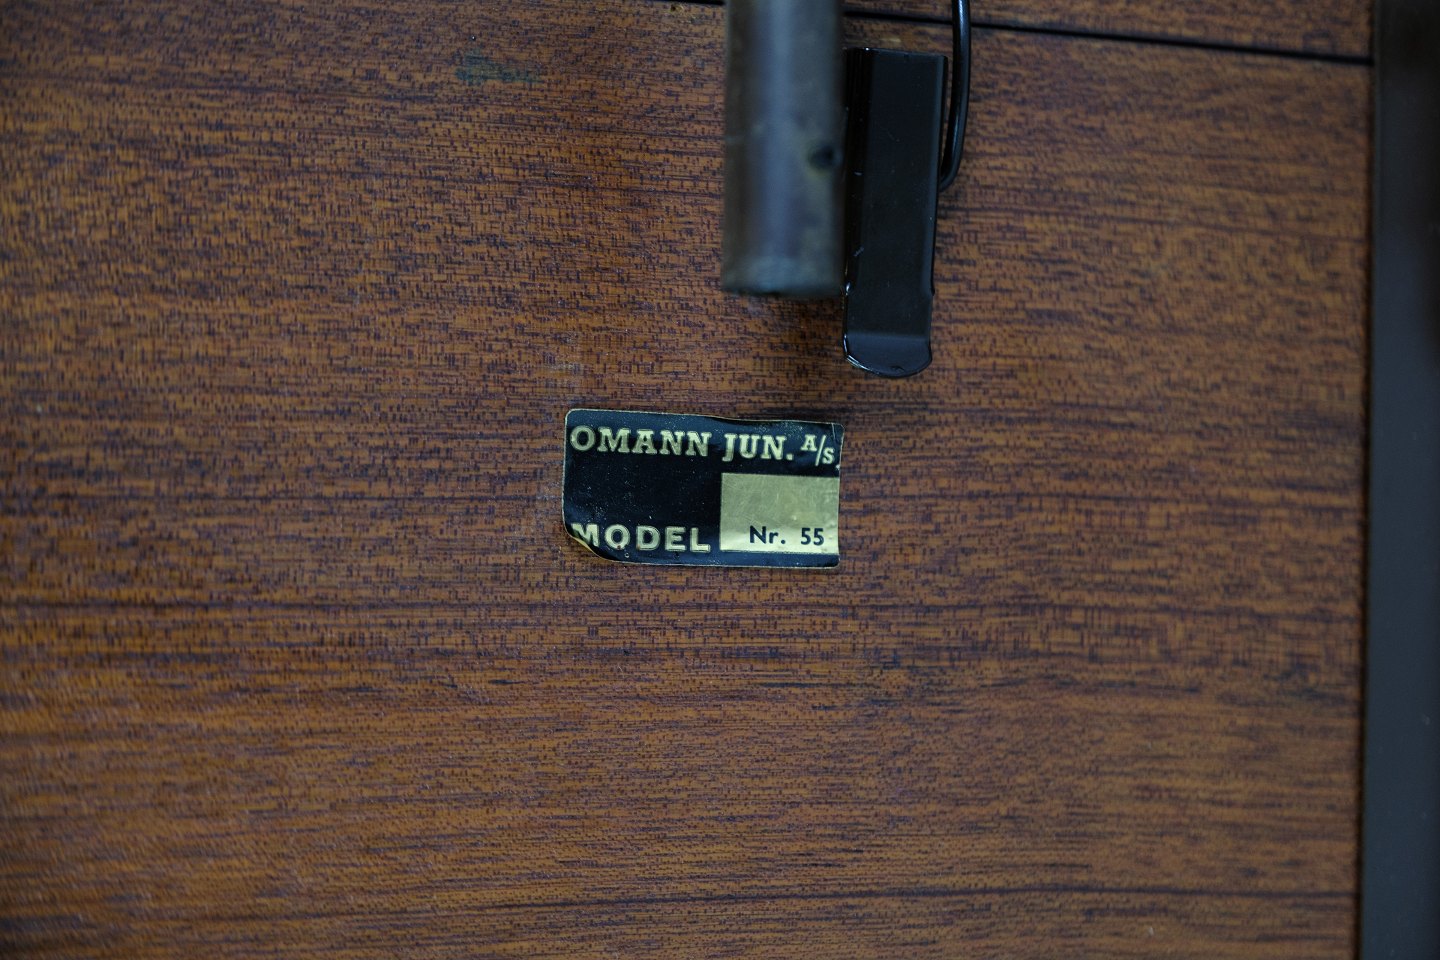 OMANN JUN. A/S
MODEL Nr. 55